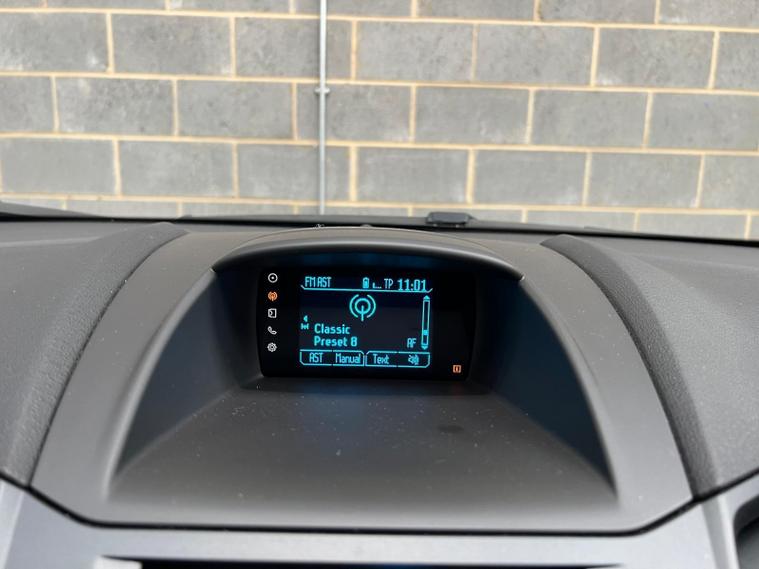 FM AST TP 11:01
Classic
Preset 8 AF
AST Manual Text